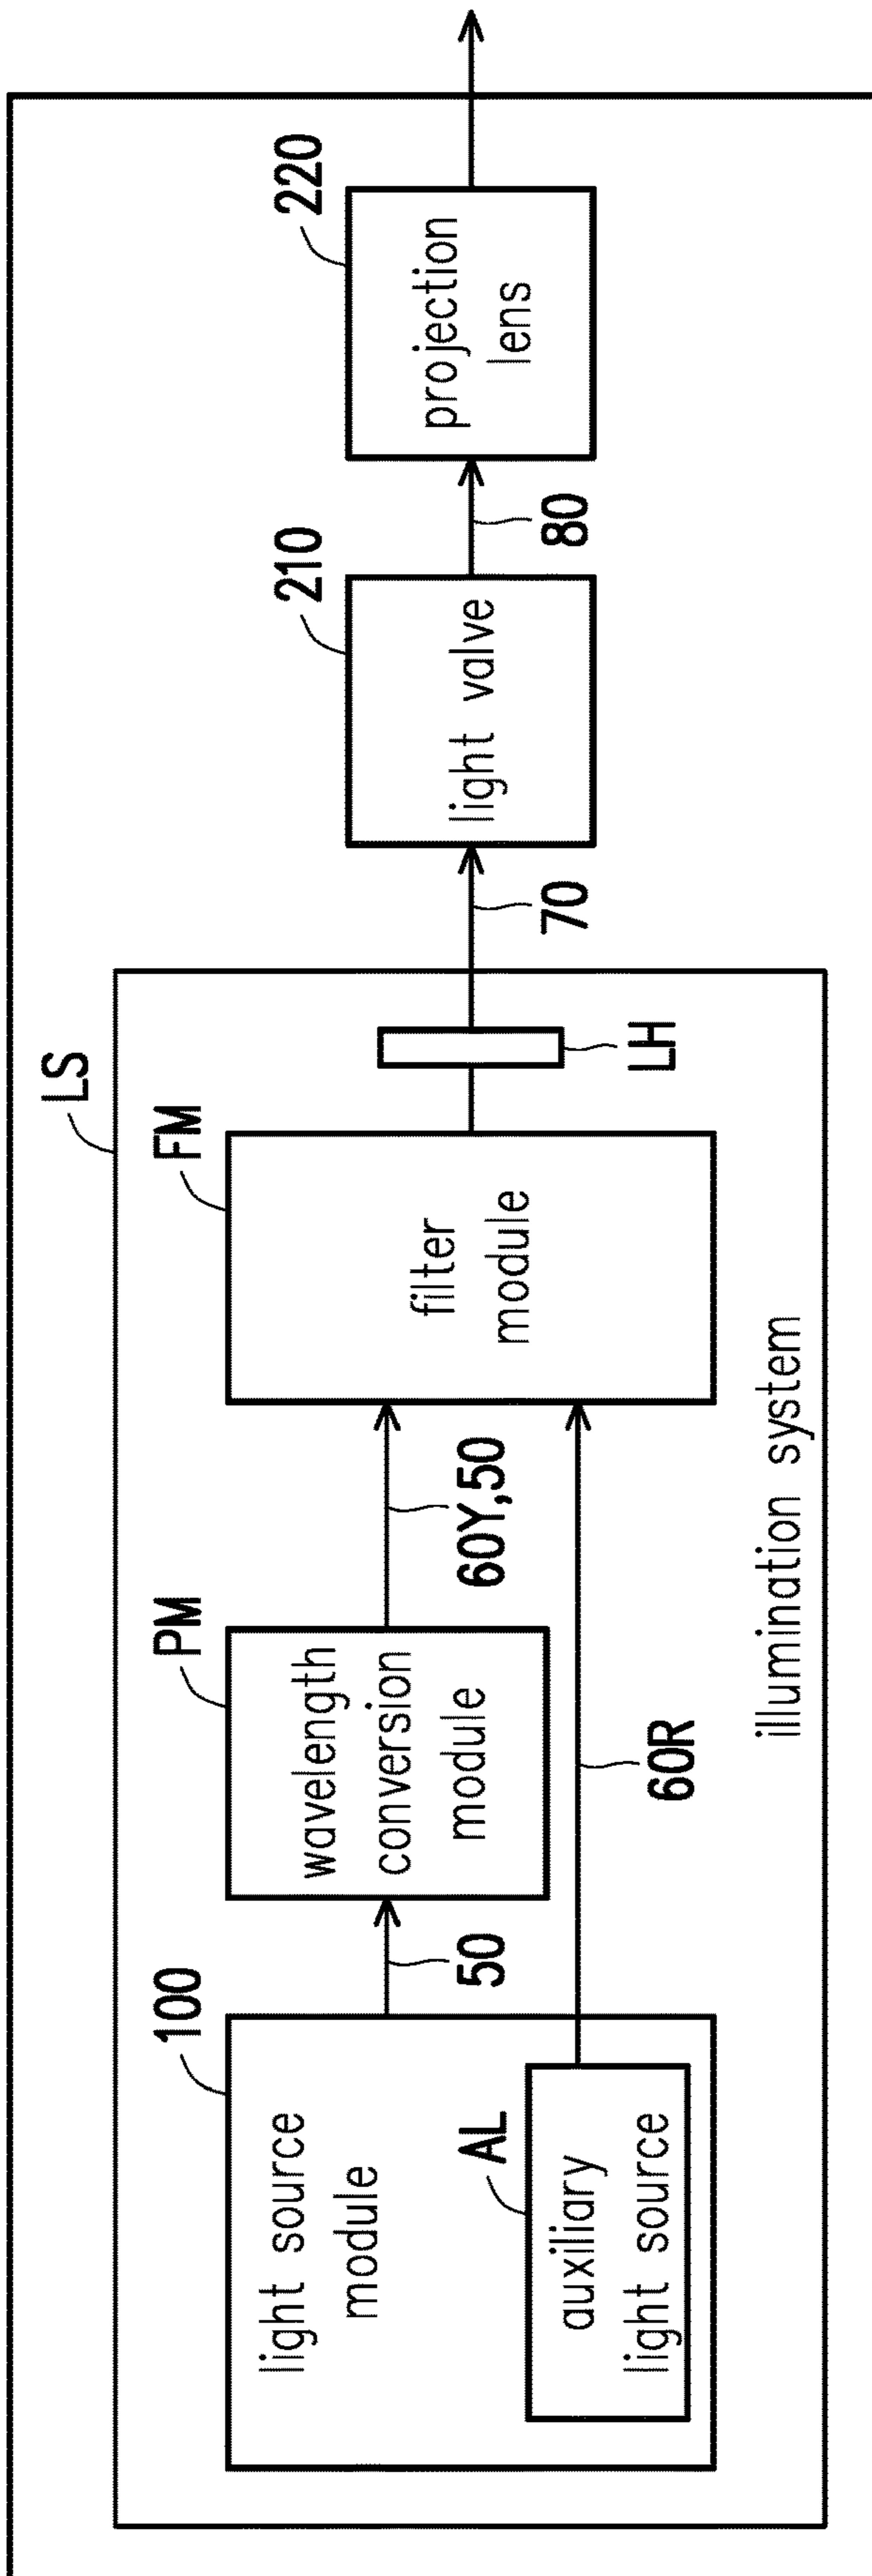 LS
100
light source
module
AL
auxiliary
light source
50
PM
wavelength
conversion
module
60Y,50
60R
FM
filter
module
LH
illumination system
70
210
light valve
80
220
projection
lens